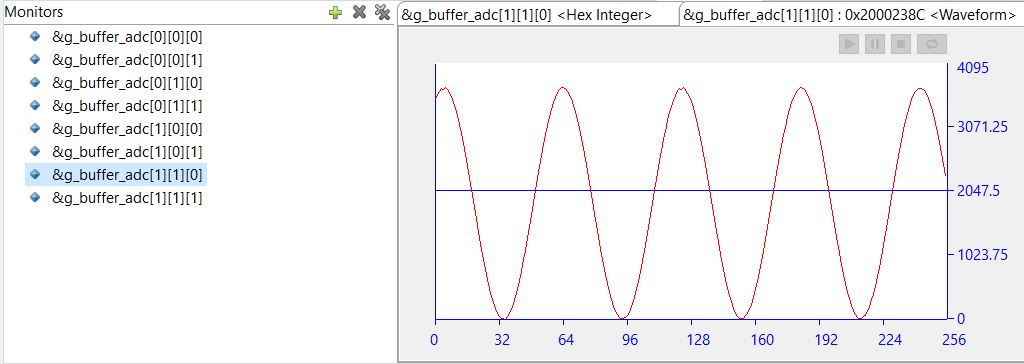 Monitors
&g_buffer_adc[0][0][0]
&g_buffer_adc[0][0][1]
&g_buffer_adc[0][1][0]
&g_buffer_adc[0][1][1]
&g_buffer_adc[1][0][0]
&g_buffer_adc[1][0][1]
&g_buffer_adc[1][1][0]
&g_buffer_adc[1][1][1]
&g_buffer_adc[1][1][0] <Hex Integer>
&g_buffer_adc[1][1][0] : 0x2000238C <Waveform>
4095
3071.25
2047.5
1023.75
0
0 32 64 96 128 160 192 224 256